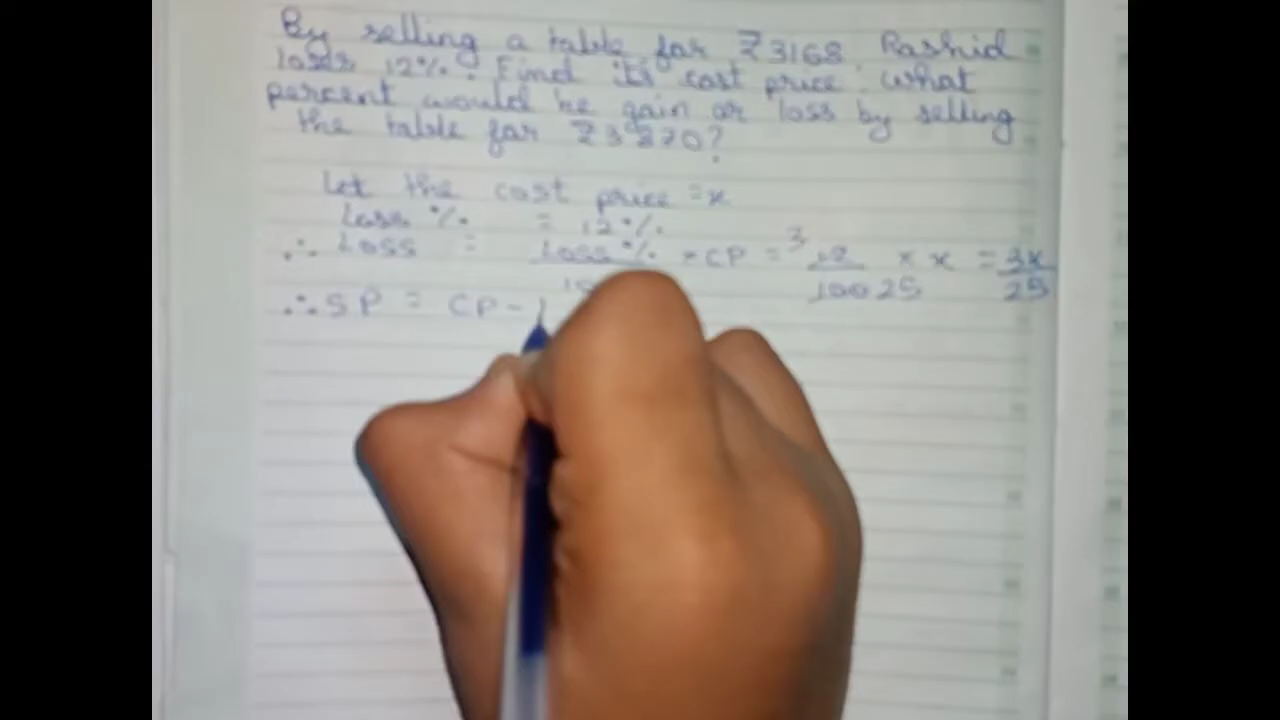 By selling a table for ₹3168, Rashid
loses 12%. Find its cost price. What
percent would he gain or loss by selling
the table for ₹3870?
Let the cost price = x
Loss % = 12%
∴ Loss = Loss % × CP = 3 12 × x = 3x
100 25 25
∴ SP = CP -